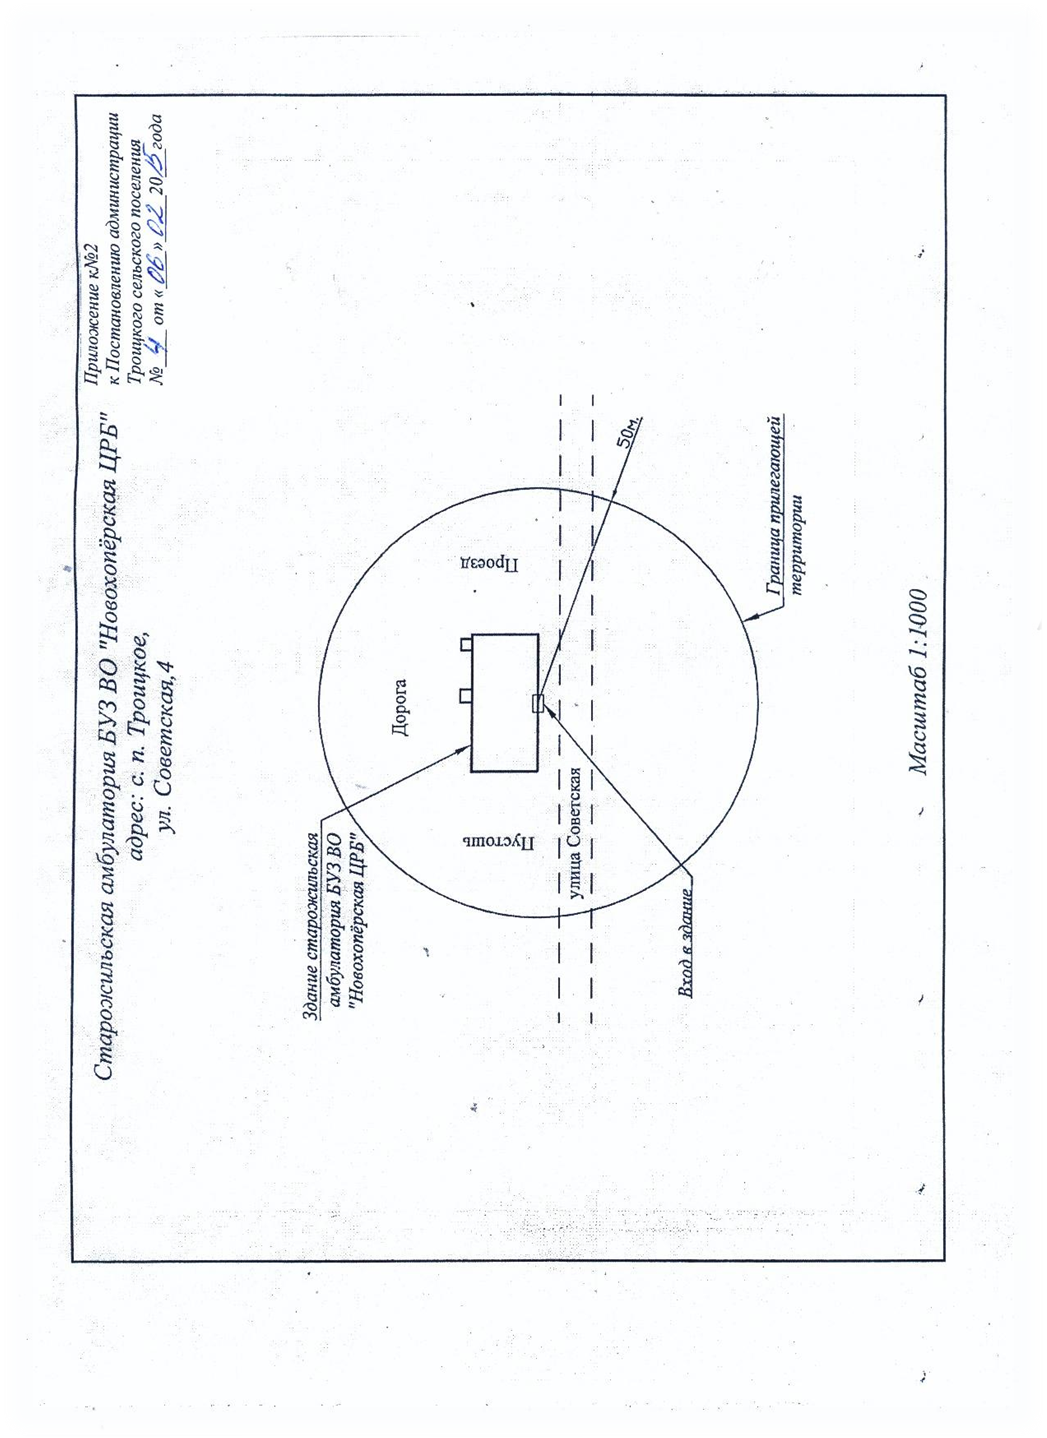 Приложение к№2
к Постановлению администрации
Троицкого сельского поселения
№ 4 от « 06 » 02 2015 года
Старожильская амбулатория БУЗ ВО "Новохопёрская ЦРБ"
адрес: с. п. Троицкое,
ул. Советская,4
Здание старожильская
амбулатория БУЗ ВО
"Новохопёрская ЦРБ"
Дорога
Пустошь
Проезд
улица Советская
50м.
Вход в здание
Граница прилегающей
территории
Масштаб 1:1000